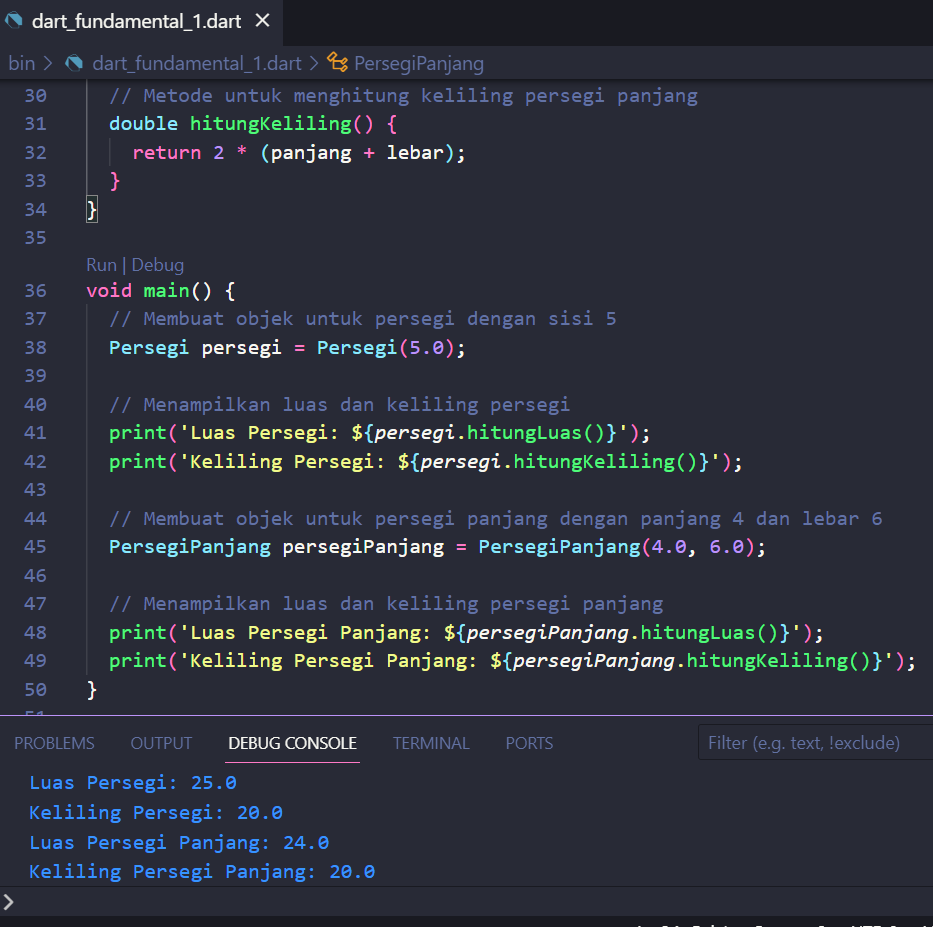 dart_fundamental_1.dart
bin > dart_fundamental_1.dart > PersegiPanjang
30 // Metode untuk menghitung keliling persegi panjang
31 double hitungKeliling() {
32 return 2 * (panjang + lebar);
33 }
34 }
35
Run | Debug
36 void main() {
37 // Membuat objek untuk persegi dengan sisi 5
38 Persegi persegi = Persegi(5.0);
39
40 // Menampilkan luas dan keliling persegi
41 print('Luas Persegi: ${persegi.hitungLuas()}');
42 print('Keliling Persegi: ${persegi.hitungKeliling()}');
43
44 // Membuat objek untuk persegi panjang dengan panjang 4 dan lebar 6
45 PersegiPanjang persegiPanjang = PersegiPanjang(4.0, 6.0);
46
47 // Menampilkan luas dan keliling persegi panjang
48 print('Luas Persegi Panjang: ${persegiPanjang.hitungLuas()}');
49 print('Keliling Persegi Panjang: ${persegiPanjang.hitungKeliling()}');
50 }
PROBLEMS OUTPUT DEBUG CONSOLE TERMINAL PORTS Filter (e.g. text, !exclude)
Luas Persegi: 25.0
Keliling Persegi: 20.0
Luas Persegi Panjang: 24.0
Keliling Persegi Panjang: 20.0